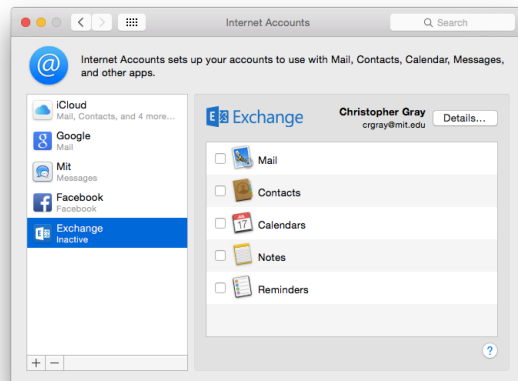 Internet Accounts
Search
Internet Accounts sets up your accounts to use with Mail, Contacts, Calendar, Messages,
and other apps.
iCloud
Mail, Contacts, and 4 more...
Google
Mail
Mit
Messages
Facebook
Facebook
Exchange
Inactive
Exchange
Christopher Gray
crgray@mit.edu
Details...
Mail
Contacts
17
Calendars
Notes
Reminders
?
+ −